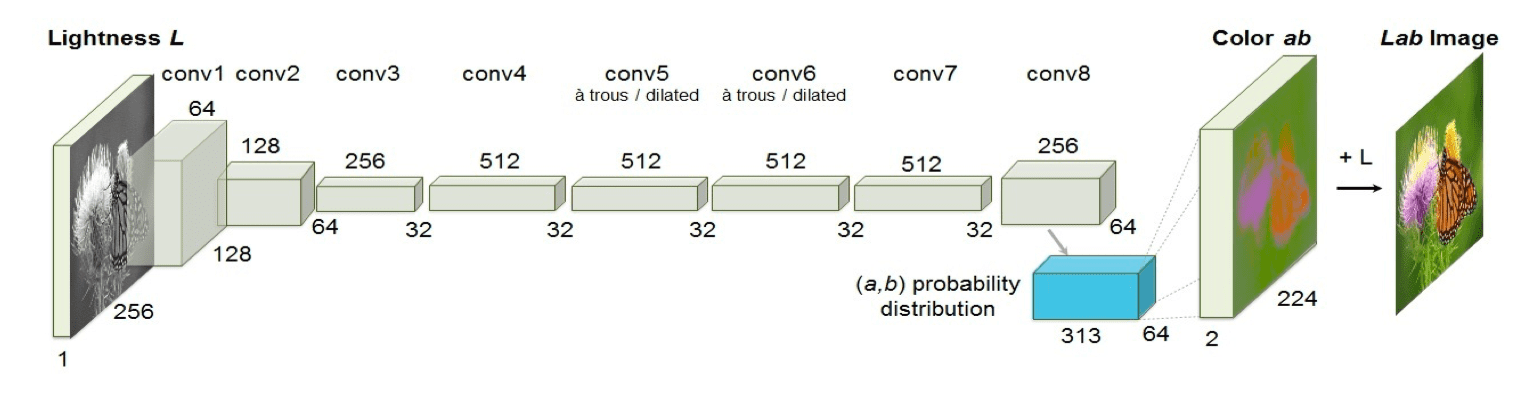 Lightness L
Color ab
Lab Image
conv1
conv2
conv3
conv4
conv5
à trous / dilated
conv6
à trous / dilated
conv7
conv8
64
128
256
512
512
512
512
256
+ L
128
64
32
32
32
32
32
64
256
1
(a,b) probability
distribution
313
64
2
224